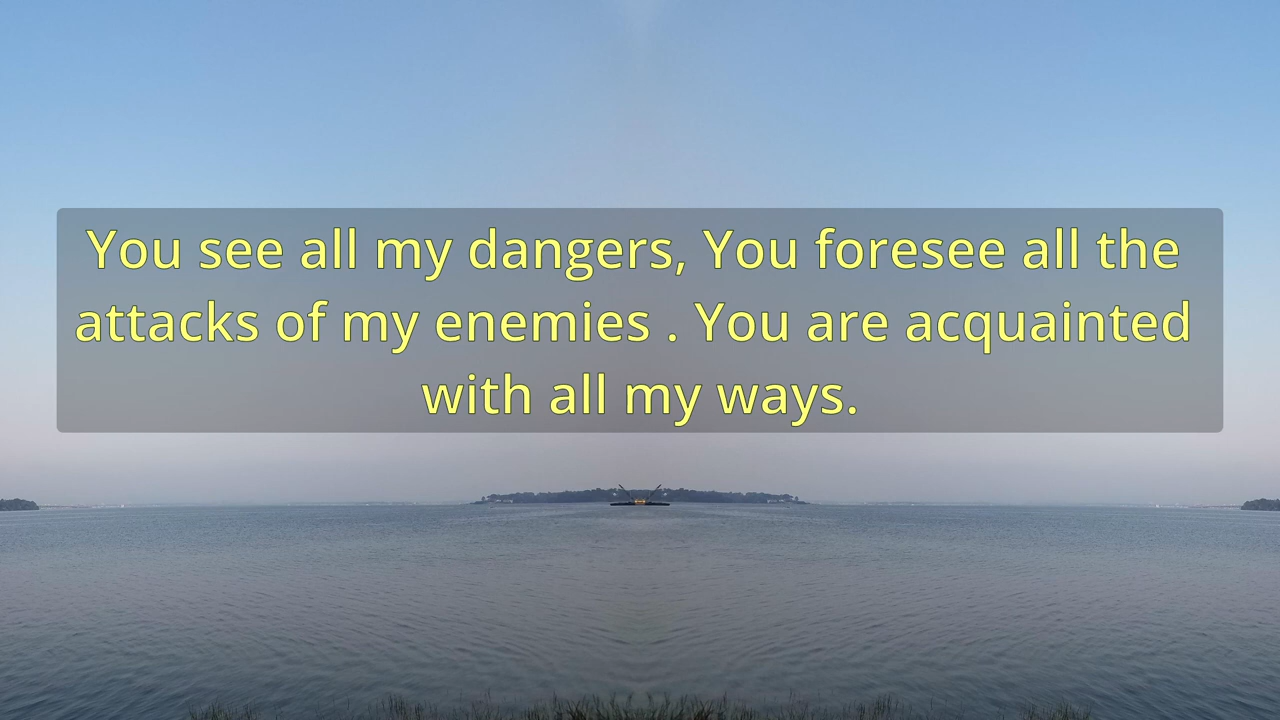 You see all my dangers, You foresee all the
attacks of my enemies . You are acquainted
with all my ways.